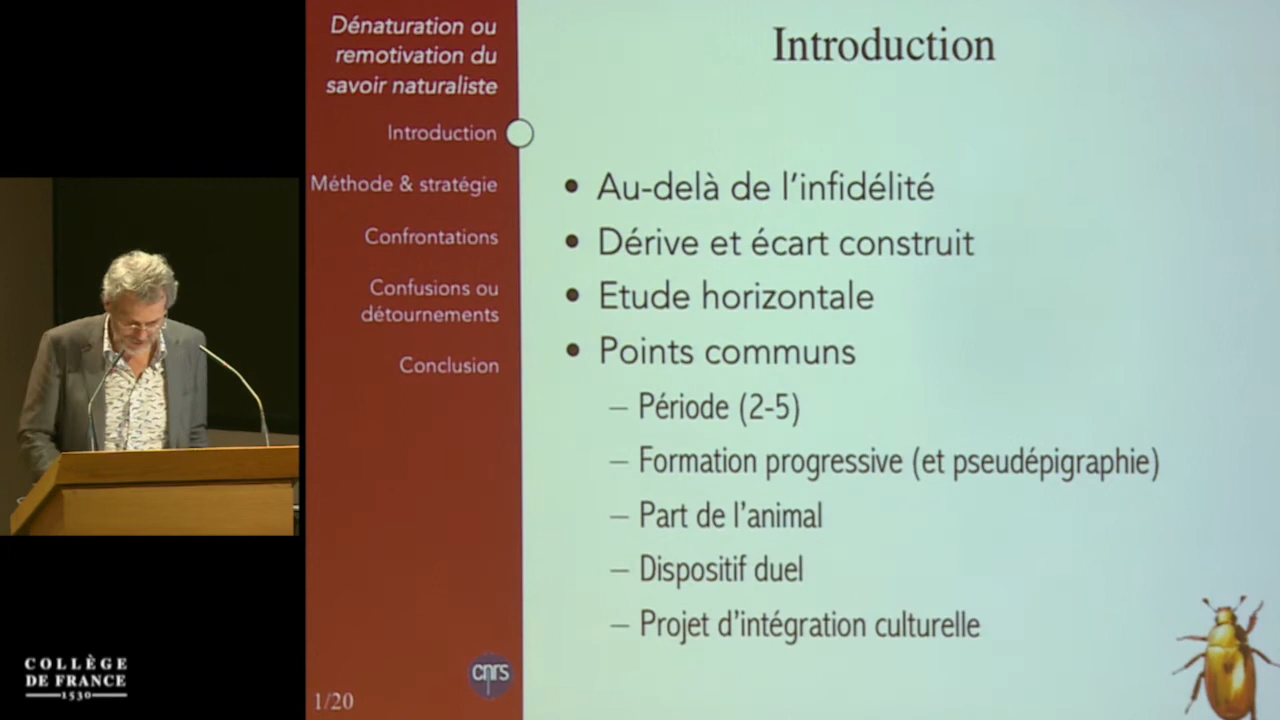 Dénaturation ou
remotivation du
savoir naturaliste
Introduction
Méthode & stratégie
Confrontations
Confusions ou
détournements
Conclusion
cnrs
1/20
Introduction
• Au-delà de l'infidélité
• Dérive et écart construit
• Etude horizontale
• Points communs
– Période (2-5)
– Formation progressive (et pseudépigraphie)
– Part de l'animal
– Dispositif duel
– Projet d'intégration culturelle
COLLÈGE
DE FRANCE
1530